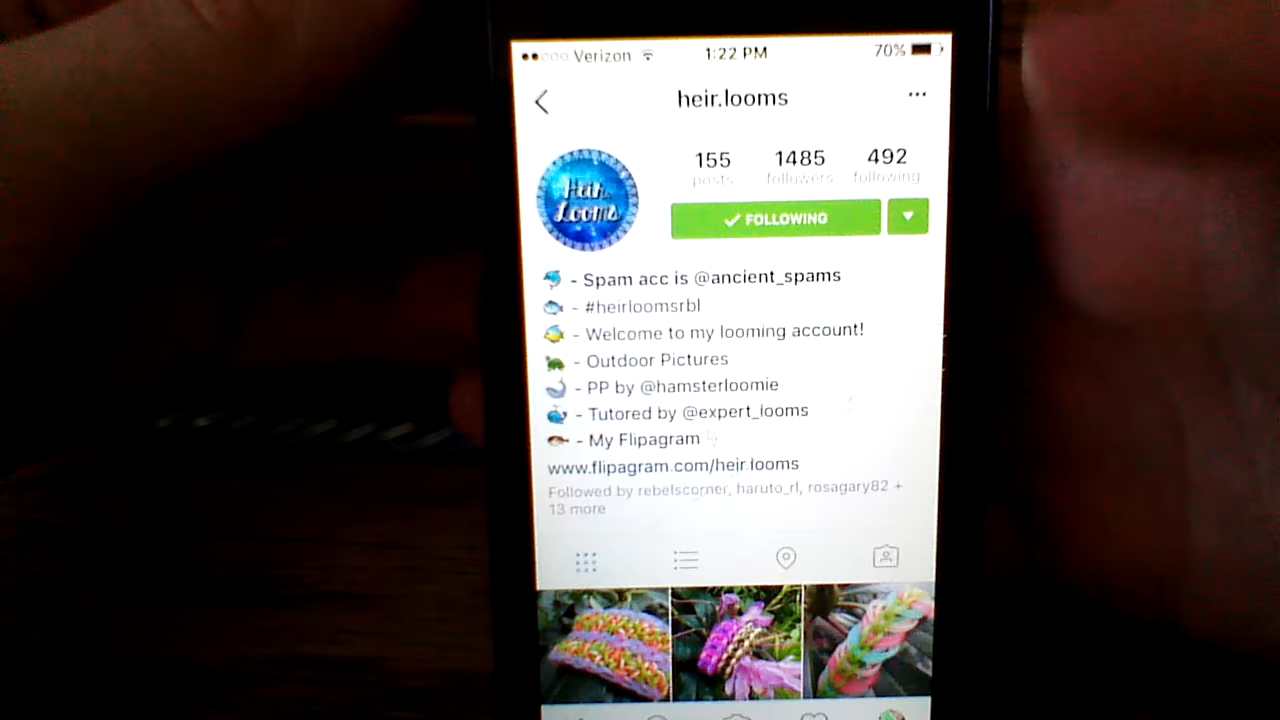 Verizon 1:22 PM 70%
heir.looms
155 1485 492
posts followers following
Heir
Looms
FOLLOWING
- Spam acc is @ancient_spams
- #heirloomsrbl
- Welcome to my looming account!
- Outdoor Pictures
- PP by @hamsterloomie
- Tutored by @expert_looms
- My Flipagram
www.flipagram.com/heir.looms
Followed by rebelscorner, haruto_rl, rosagary82 +
13 more